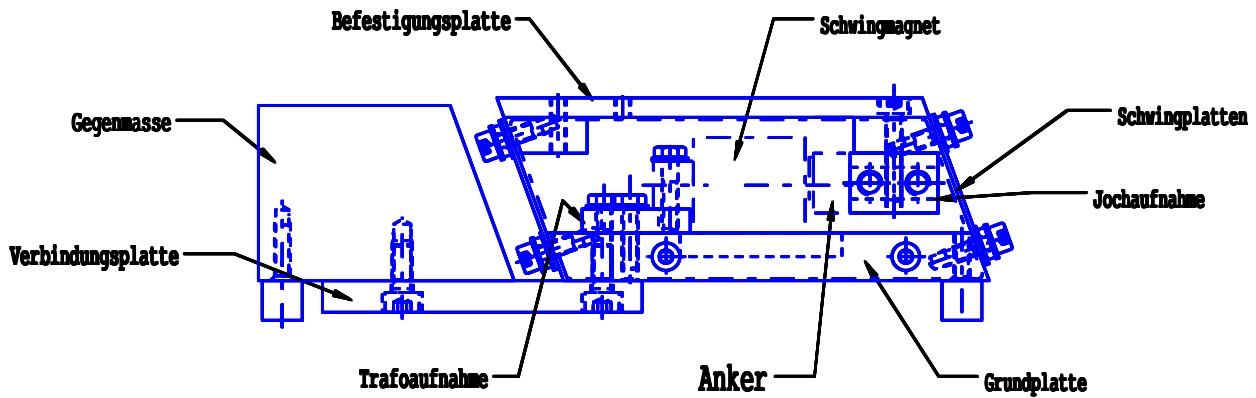 Befestigungsplatte
Schwingmagnet
Gegenmasse
Schwingplatten
Jochaufnahme
Verbindungsplatte
Trafoaufnahme
Anker
Grundplatte